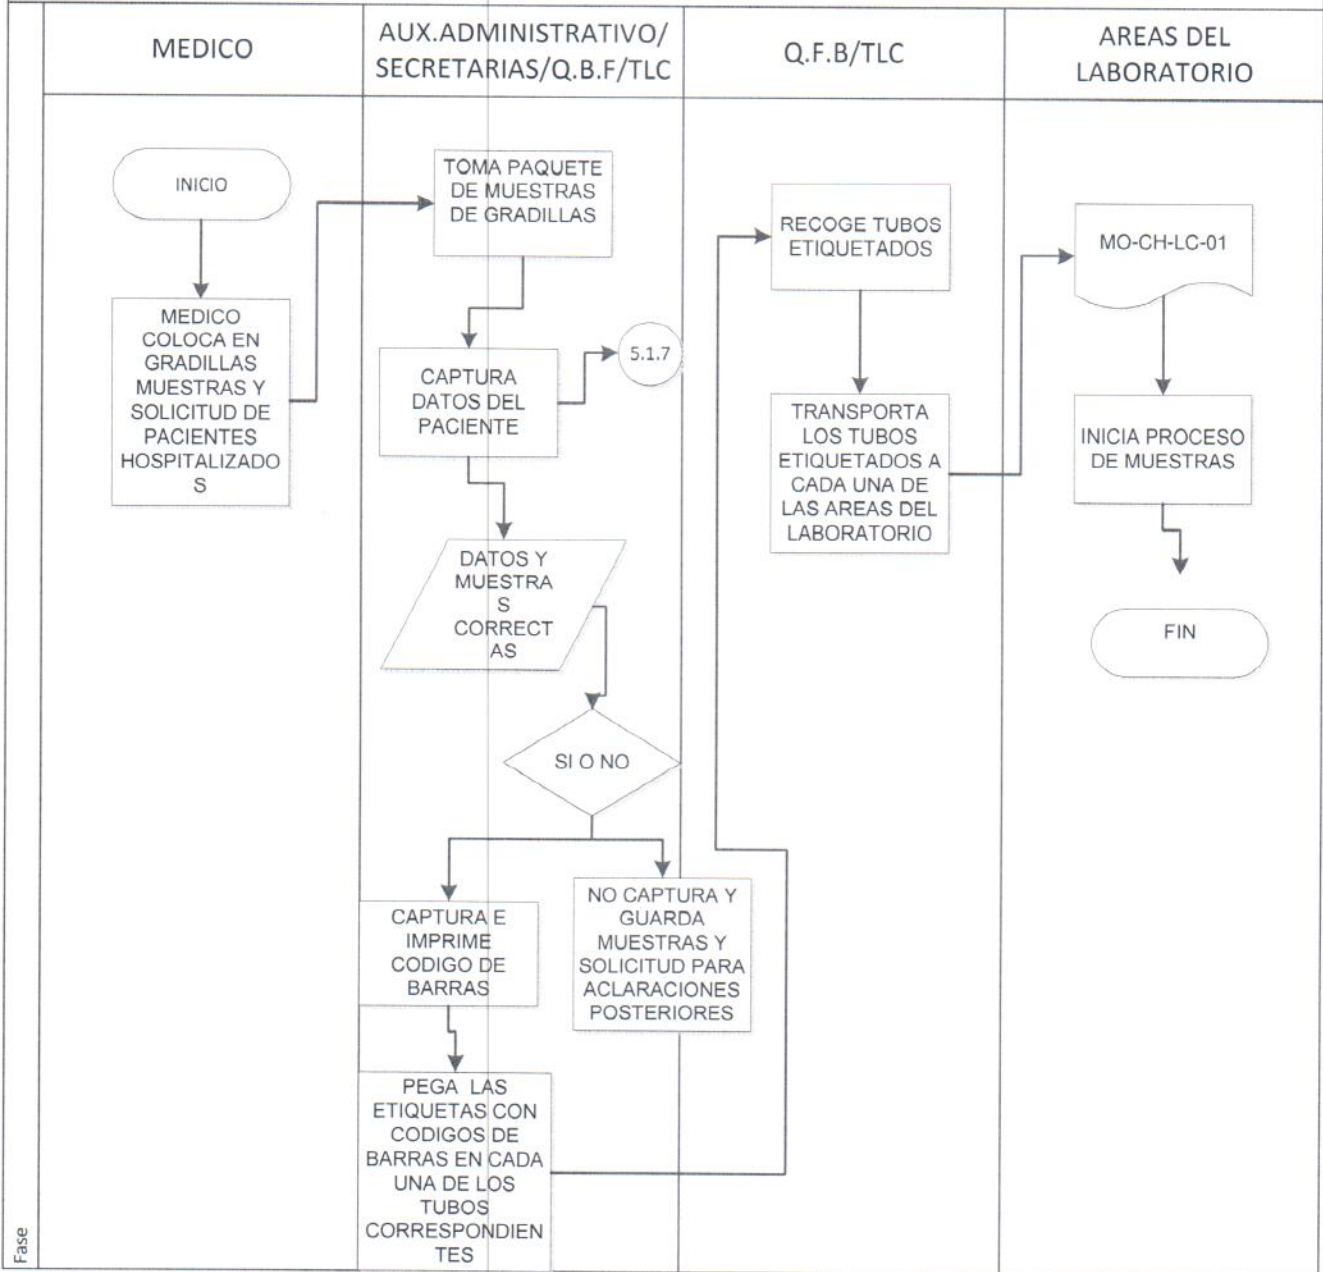 MEDICO
AUX.ADMINISTRATIVO/
SECRETARIAS/Q.B.F/TLC
Q.F.B/TLC
AREAS DEL
LABORATORIO
INICIO
MEDICO
COLOCA EN
GRADILLAS
MUESTRAS Y
SOLICITUD DE
PACIENTES
HOSPITALIZADO
S
TOMA PAQUETE
DE MUESTRAS
DE GRADILLAS
CAPTURA
DATOS DEL
PACIENTE
5.1.7
DATOS Y
MUESTRA
S
CORRECT
AS
SI O NO
CAPTURA E
IMPRIME
CODIGO DE
BARRAS
NO CAPTURA Y
GUARDA
MUESTRAS Y
SOLICITUD PARA
ACLARACIONES
POSTERIORES
PEGA LAS
ETIQUETAS CON
CODIGOS DE
BARRAS EN CADA
UNA DE LOS
TUBOS
CORRESPONDIEN
TES
RECOGE TUBOS
ETIQUETADOS
TRANSPORTA
LOS TUBOS
ETIQUETADOS A
CADA UNA DE
LAS AREAS DEL
LABORATORIO
MO-CH-LC-01
INICIA PROCESO
DE MUESTRAS
FIN
Fase